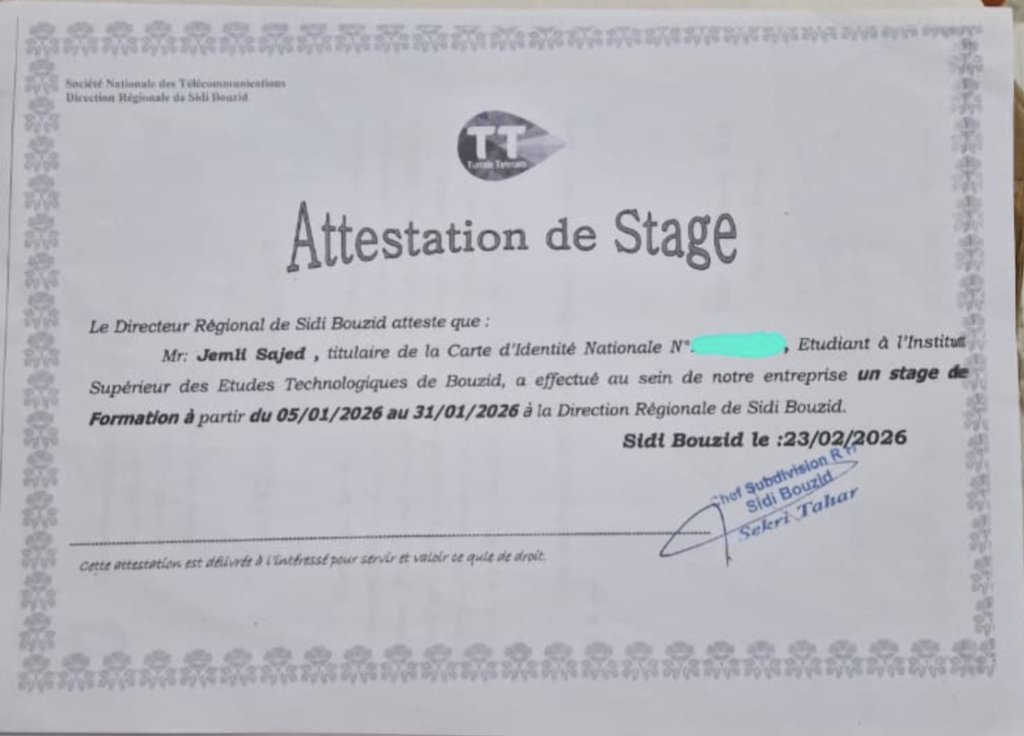 Société Nationale des Télécommunications
Direction Régionale de Sidi Bouzid
TT
Tunisie Telecom
Attestation de Stage
Le Directeur Régional de Sidi Bouzid atteste que :
Mr: Jemli Sajed , titulaire de la Carte d'Identité Nationale N°. , Etudiant à l'Institut
Supérieur des Etudes Technologiques de Bouzid, a effectué au sein de notre entreprise un stage de
Formation à partir du 05/01/2026 au 31/01/2026 à la Direction Régionale de Sidi Bouzid.
Sidi Bouzid le :23/02/2026
Chef Subdivision R H
Sidi Bouzid
Sekri Tahar
Cette attestation est délivrée à l'intéressé pour servir et valoir ce quie de droit.